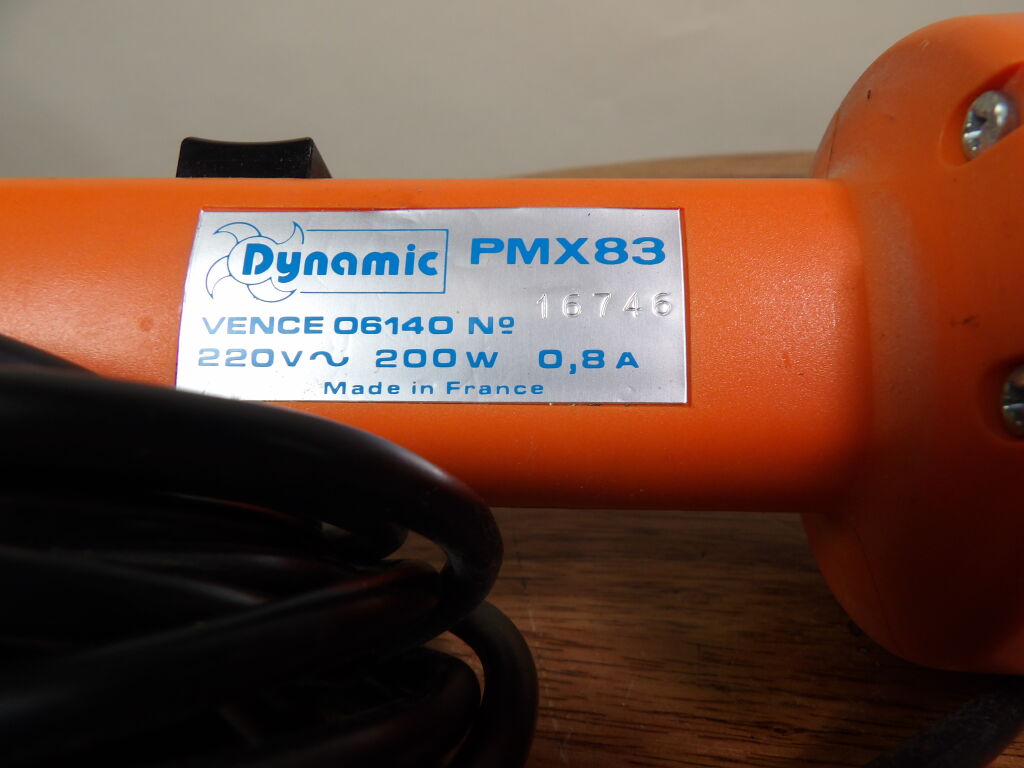 Dynamic PMX83
16746
VENCE 06140 Nº
220V∿ 200W 0,8A
Made in France